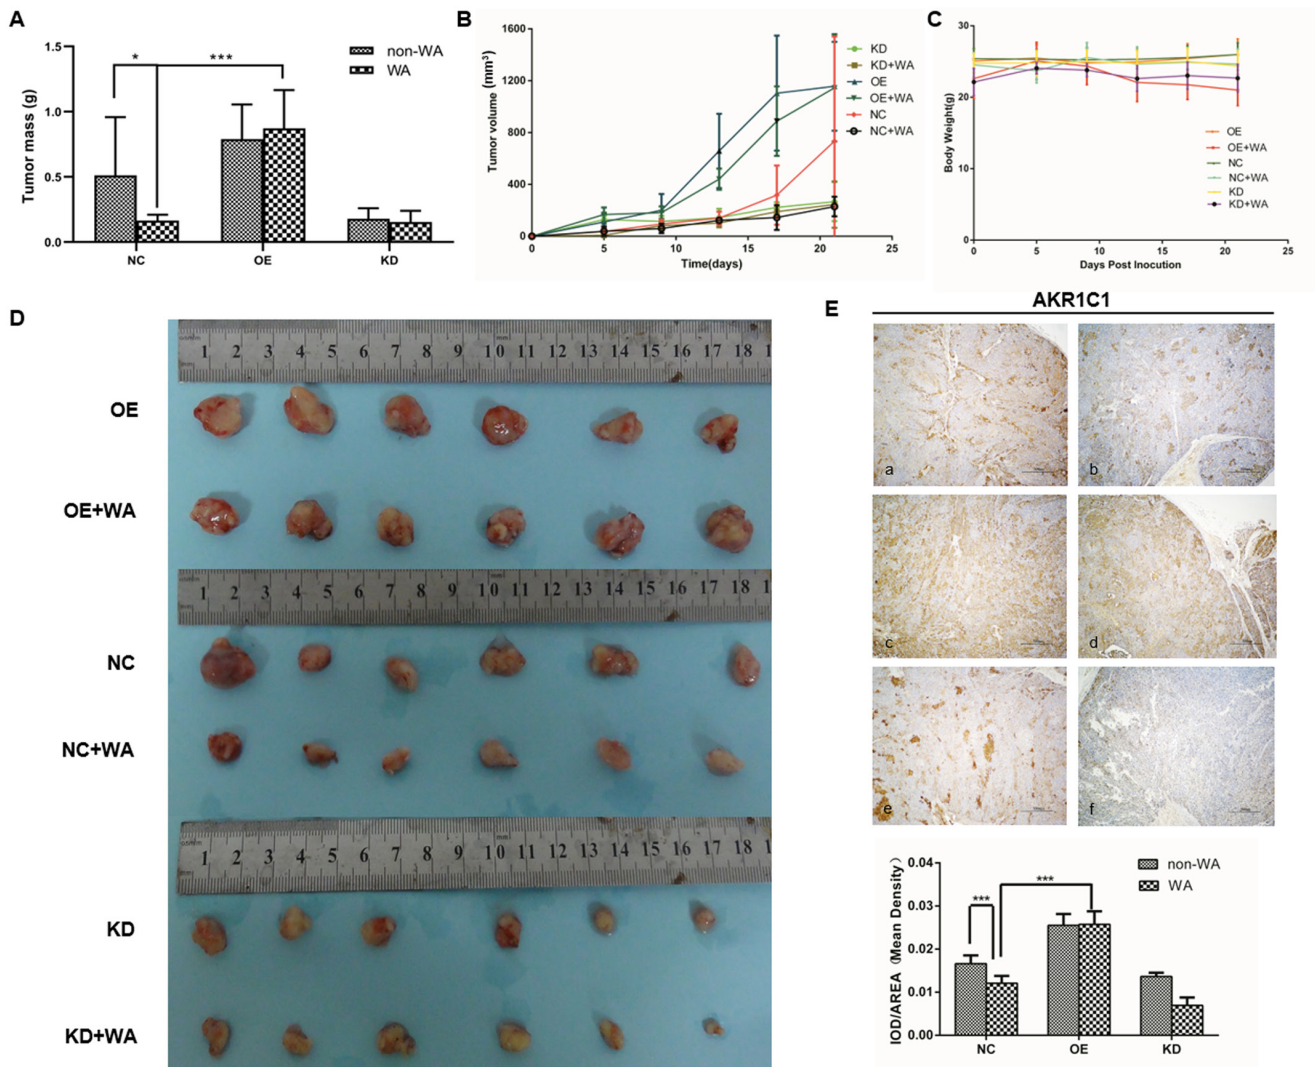 A
Tumor mass (g)
1.5
1.0
0.5
0.0
*
***
non-WA
WA
NC
OE
KD
B
Tumor volume (mm³)
1600
1200
800
400
0
0
5
10
15
20
25
Time(days)
KD
KD+WA
OE
OE+WA
NC
NC+WA
C
Body Weight(g)
30
20
10
0
0
5
10
15
20
25
Days Post Inocution
OE
OE+WA
NC
NC+WA
KD
KD+WA
D
1 2 3 4 5 6 7 8 9 10 11 12 13 14 15 16 17 18 1
OE
OE+WA
1 2 3 4 5 6 7 8 9 10 11 12 13 14 15 16 17 18 1
NC
NC+WA
1 2 3 4 5 6 7 8 9 10 11 12 13 14 15 16 17 18 1
KD
KD+WA
E
AKR1C1
a
b
c
d
e
f
IOD/AREA (Mean Density)
0.04
0.03
0.02
0.01
0.00
***
***
non-WA
WA
NC
OE
KD